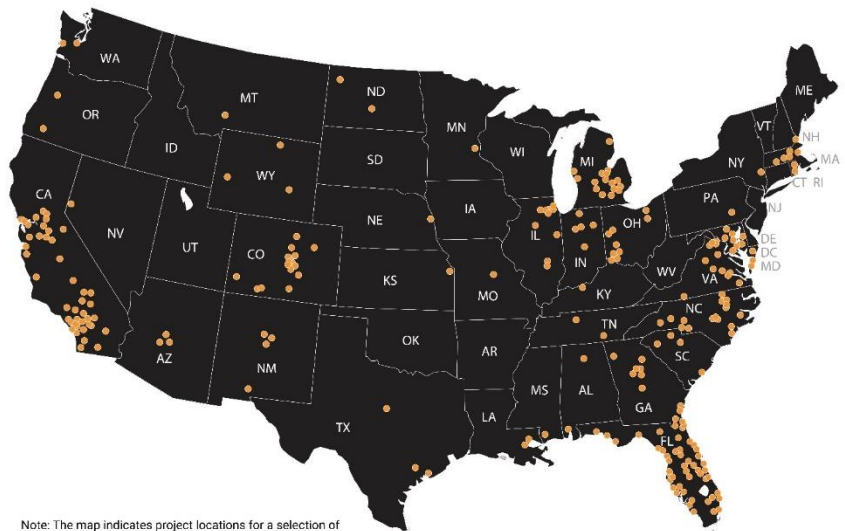 WA
ME
MT
ND
VT
NH
OR
MN
ID
WI
MI
NY
MA
SD
WY
CT RI
PA
IA
NJ
CA
NE
OH
NV
IL
IN
DE
UT
CO
DC
WV
MD
VA
KS
MO
KY
NC
TN
OK
AZ
NM
AR
SC
MS
AL
GA
LA
TX
FL
Note: The map indicates project locations for a selection of